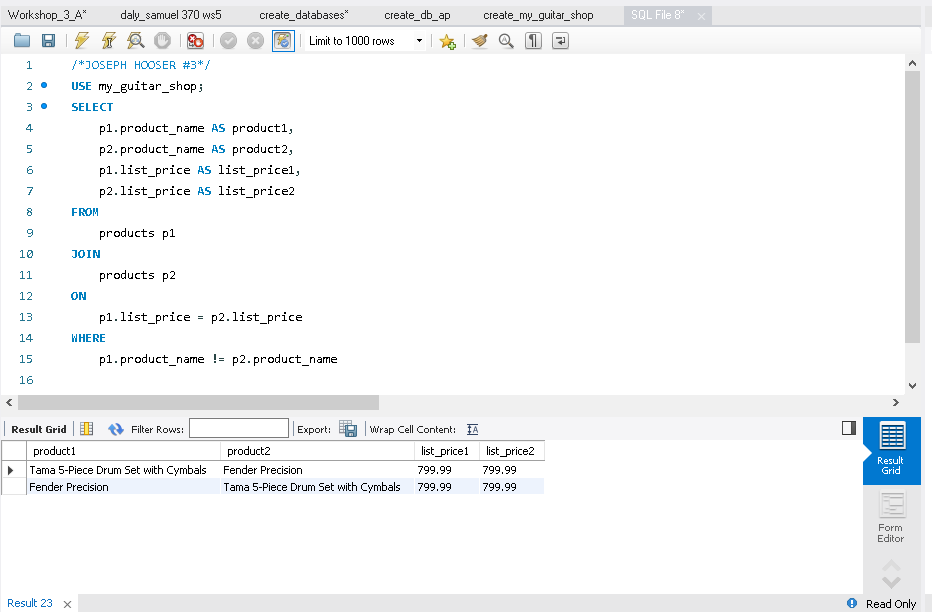 Workshop_3_A* daly_samuel 370 ws5 create_databases* create_db_ap create_my_guitar_shop SQL File 8*
Limit to 1000 rows
1 /*JOSEPH HOOSER #3*/
2 USE my_guitar_shop;
3 SELECT
4 p1.product_name AS product1,
5 p2.product_name AS product2,
6 p1.list_price AS list_price1,
7 p2.list_price AS list_price2
8 FROM
9 products p1
10 JOIN
11 products p2
12 ON
13 p1.list_price = p2.list_price
14 WHERE
15 p1.product_name != p2.product_name
16
Result Grid Filter Rows: Export: Wrap Cell Content:
product1 product2 list_price1 list_price2
Tama 5-Piece Drum Set with Cymbals Fender Precision 799.99 799.99
Fender Precision Tama 5-Piece Drum Set with Cymbals 799.99 799.99
Result
Grid
Form
Editor
Result 23 Read Only